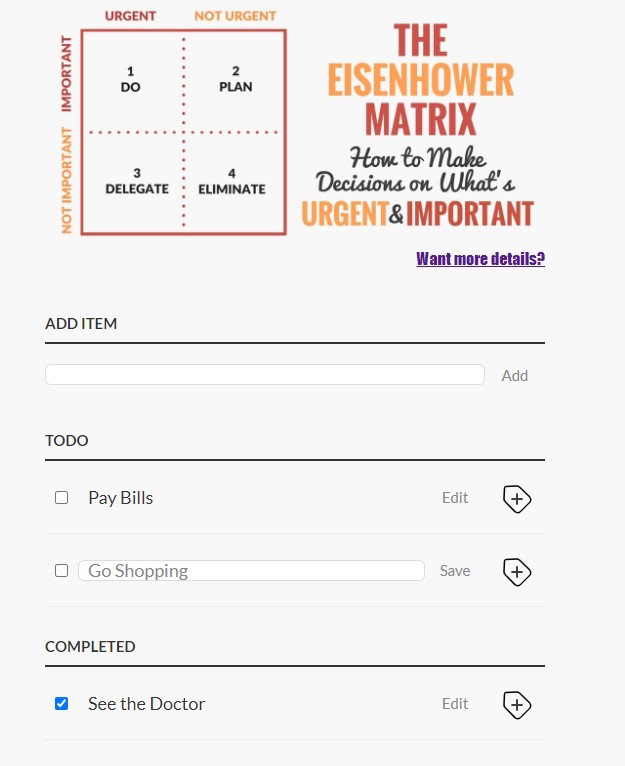 URGENT
NOT URGENT
IMPORTANT
NOT IMPORTANT
1
DO
2
PLAN
3
DELEGATE
4
ELIMINATE
THE
EISENHOWER
MATRIX
How to Make
Decisions on What's
URGENT&IMPORTANT
Want more details?
ADD ITEM
Add
TODO
Pay Bills
Edit
Go Shopping
Save
COMPLETED
See the Doctor
Edit